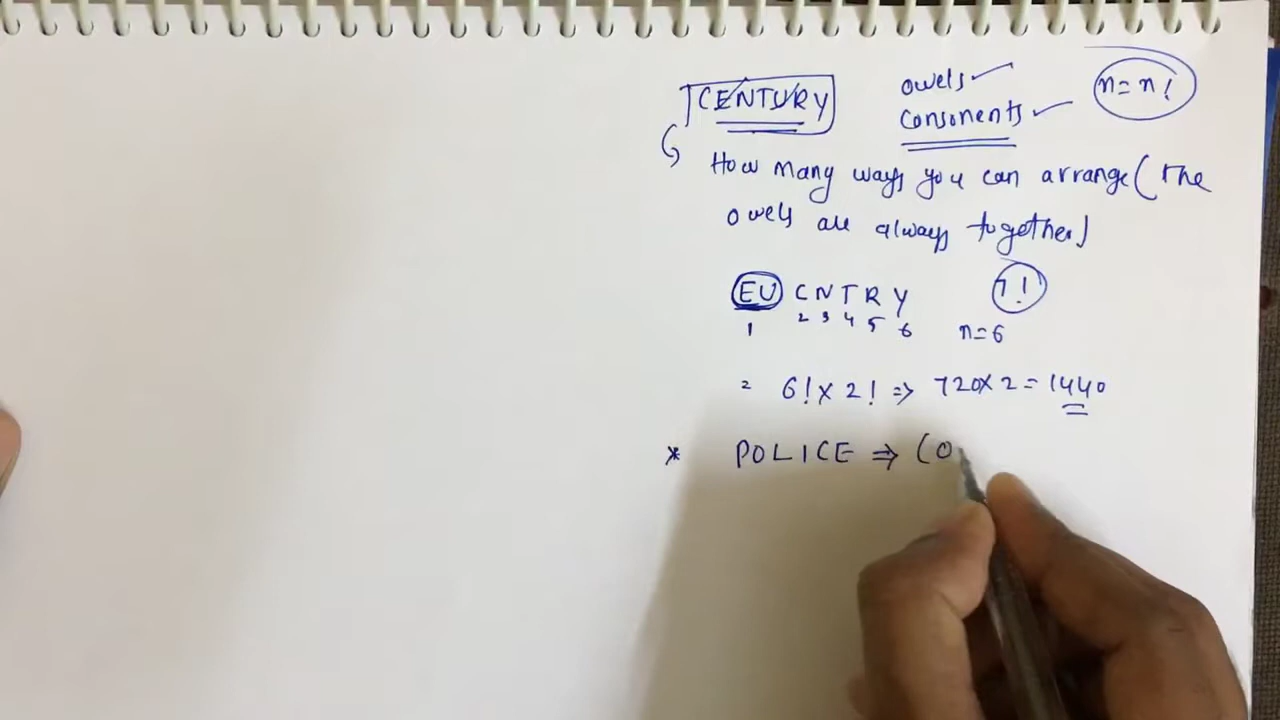 CENTURY owels n = n!
consonents
How many ways you can arrange (The
owels are always together)
EU C N T R Y 7!
1 2 3 4 5 6 n=6
= 6! x 2! => 720 x 2 = 1440
* POLICE => (O